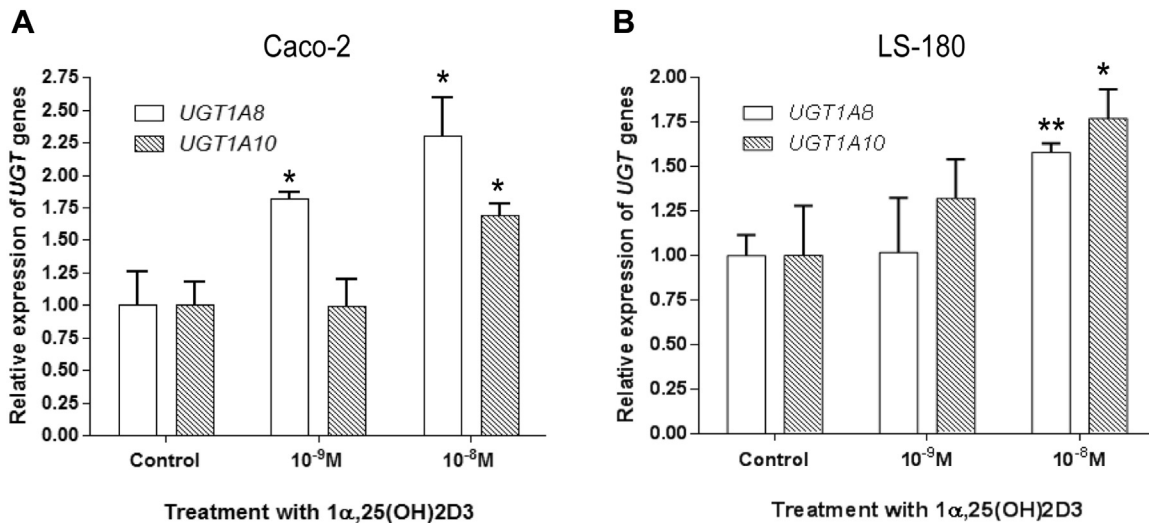 A
Caco-2
Relative expression of UGT genes
2.75
2.50
2.25
2.00
1.75
1.50
1.25
1.00
0.75
0.50
0.25
0.00
UGT1A8
UGT1A10
*
*
*
Control
10⁻⁹M
10⁻⁸M
Treatment with 1α,25(OH)2D3
B
LS-180
Relative expression of UGT genes
2.00
1.75
1.50
1.25
1.00
0.75
0.50
0.25
0.00
UGT1A8
UGT1A10
**
*
Control
10⁻⁹M
10⁻⁸M
Treatment with 1α,25(OH)2D3